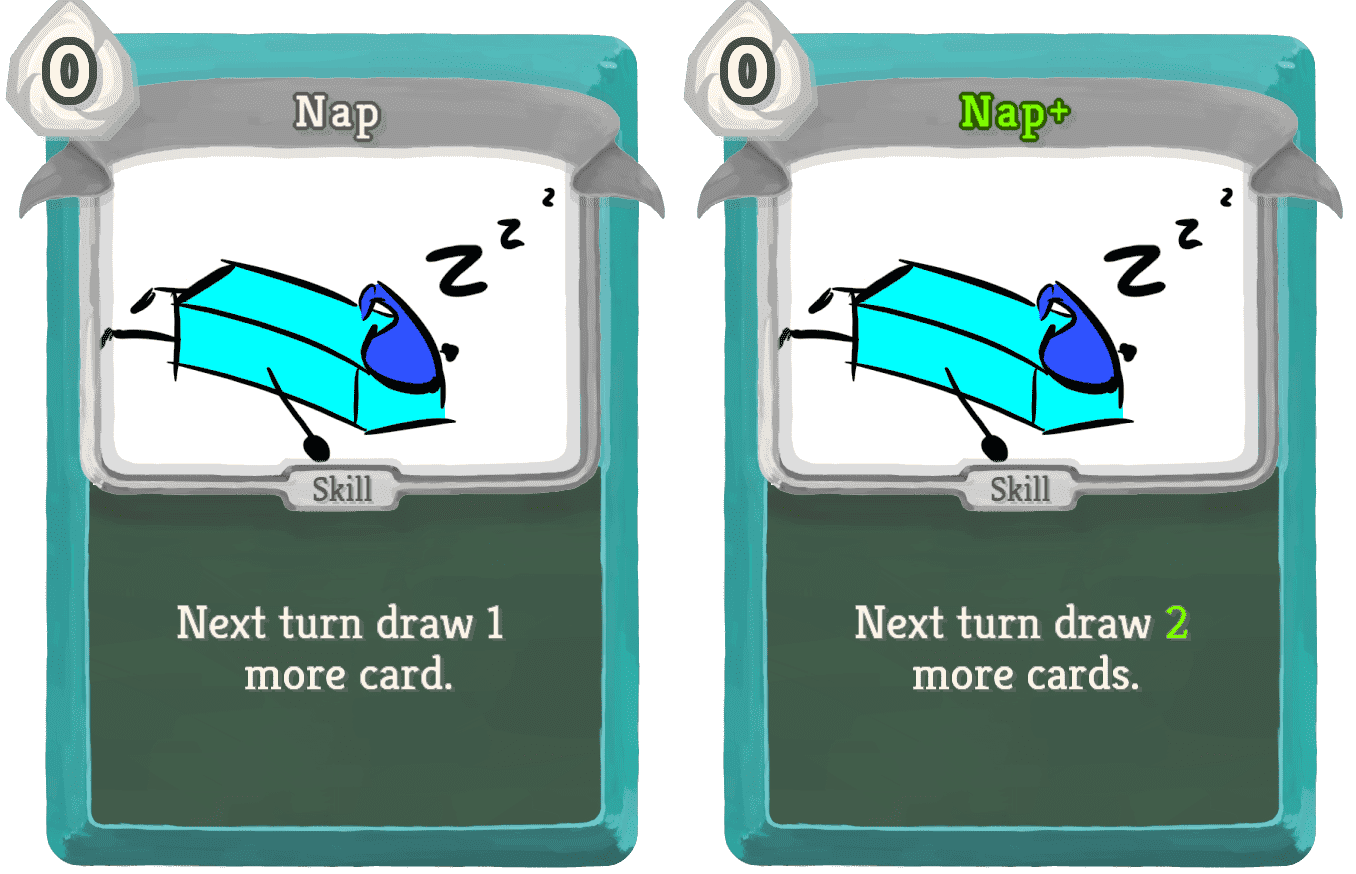 0
Nap
z z z
Skill
Next turn draw 1
more card.
0
Nap+
z z z
Skill
Next turn draw 2
more cards.